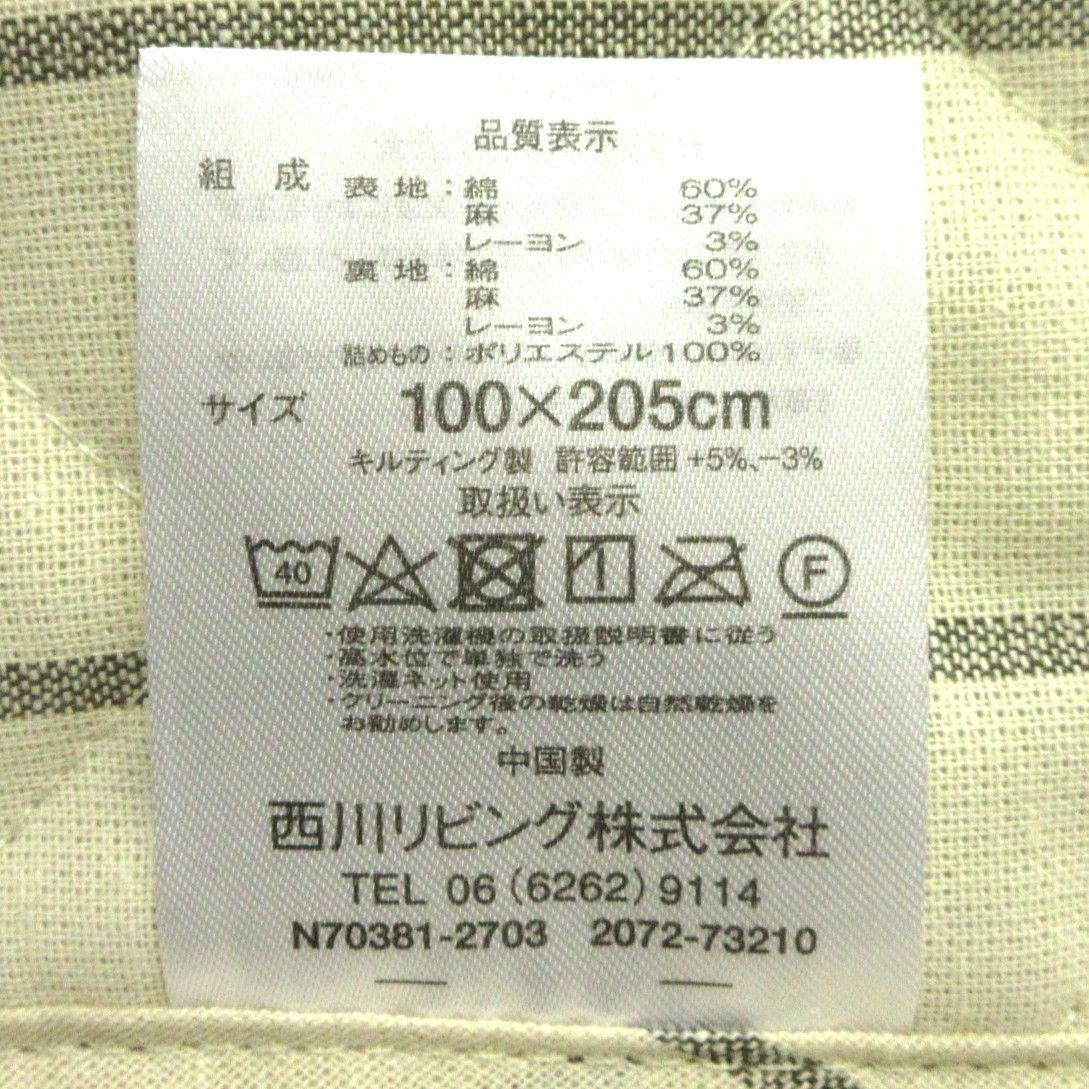 品質表示
組 成 表 地 : 綿 60%
麻 37%
レーヨン 3%
裏 地 : 綿 60%
麻 37%
レーヨン 3%
詰めもの : ポリエステル 100%
サイズ 100×205cm
キルティング製 許容範囲 +5%、-3%
取扱い表示
40 1 F
・使用洗濯機の取扱説明書に従う
・高水位で単独で洗う
・洗濯ネット使用
・クリーニング後の乾燥は自然乾燥を
お勧めします。
中国製
西川リビング株式会社
TEL 06(6262)9114
N70381-2703 2072-73210